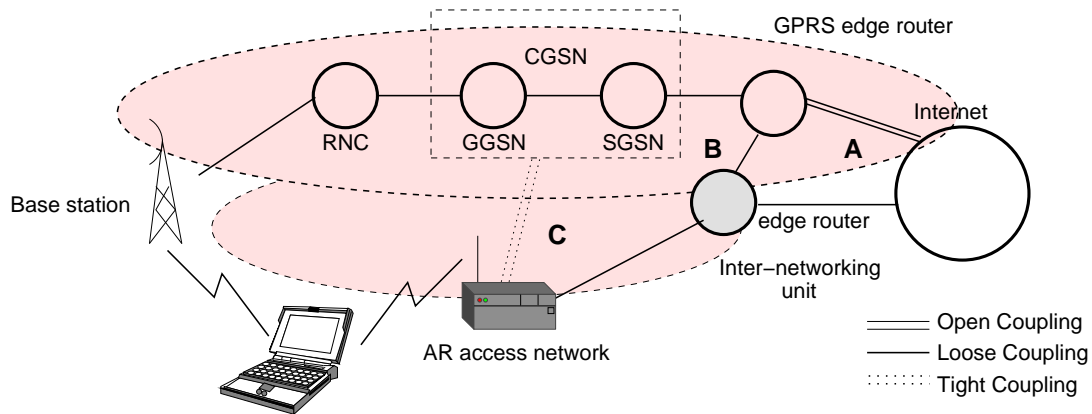 GPRS edge router
CGSN
Internet
RNC
GGSN
SGSN
B
A
Base station
C
edge router
Inter−networking
unit
AR access network
Open Coupling
Loose Coupling
Tight Coupling